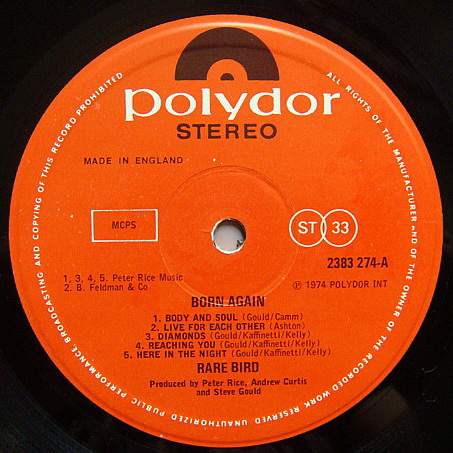 polydor
STEREO
MADE IN ENGLAND
MCPS
ST 33
2383 274-A
1, 3, 4, 5. Peter Rice Music
2. B. Feldman & Co
℗ 1974 POLYDOR INT
BORN AGAIN
1. BODY AND SOUL (Gould/Camm)
2. LIVE FOR EACH OTHER (Ashton)
3. DIAMONDS (Gould/Kaffinetti/Kelly)
4. REACHING YOU (Gould/Kaffinetti/Kelly)
5. HERE IN THE NIGHT (Gould/Kaffinetti/Kelly)
RARE BIRD
Produced by Peter Rice, Andrew Curtis
and Steve Gould
ALL RIGHTS OF THE MANUFACTURER AND OF THE OWNER OF THE RECORDED WORK RESERVED UNAUTHORIZED PUBLIC PERFORMANCE, BROADCASTING AND COPYING OF THIS RECORD PROHIBITED